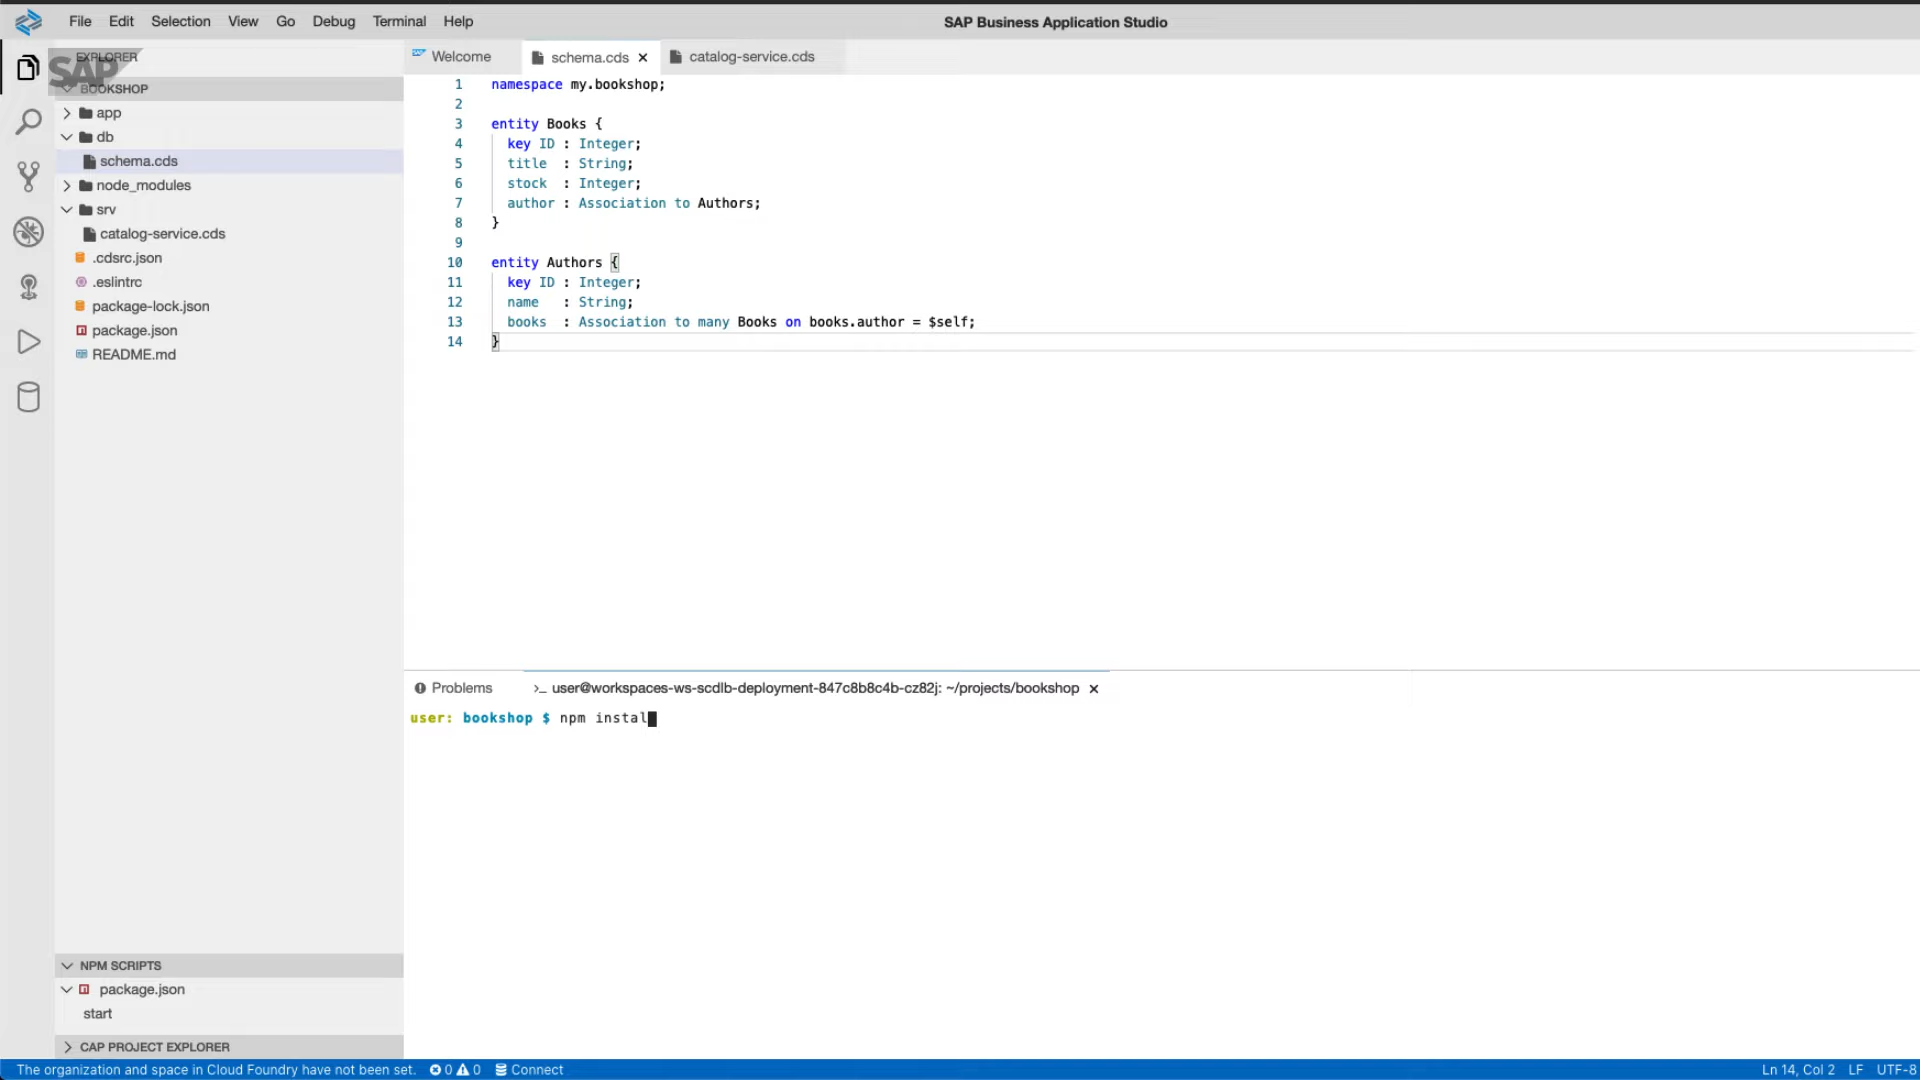 File Edit Selection View Go Debug Terminal Help
SAP Business Application Studio
EXPLORER
SAP
BOOKSHOP
app
db
schema.cds
node_modules
srv
catalog-service.cds
.cdsrc.json
.eslintrc
package-lock.json
package.json
README.md
NPM SCRIPTS
package.json
start
CAP PROJECT EXPLORER
Welcome schema.cds catalog-service.cds
1 namespace my.bookshop;
2
3 entity Books {
4 key ID : Integer;
5 title : String;
6 stock : Integer;
7 author : Association to Authors;
8 }
9
10 entity Authors {
11 key ID : Integer;
12 name : String;
13 books : Association to many Books on books.author = $self;
14 }
Problems >_ user@workspaces-ws-scdlb-deployment-847c8b8c4b-cz82j: ~/projects/bookshop
user: bookshop $ npm instal
The organization and space in Cloud Foundry have not been set. 0 0 Connect Ln 14, Col 2 LF UTF-8